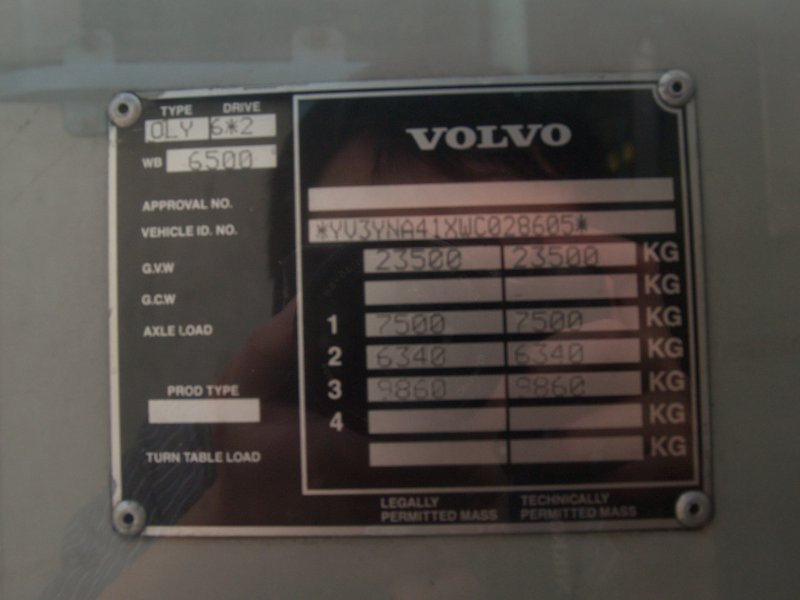 TYPE DRIVE
OLY 6*2
WB 6500
VOLVO
APPROVAL NO.
VEHICLE ID. NO. *YV3YNA41XWC028605*
G.V.W 23500 23500 KG
G.C.W KG
AXLE LOAD 1 7500 7500 KG
2 6340 6340 KG
3 9860 9860 KG
PROD TYPE
4 KG
TURN TABLE LOAD KG
LEGALLY PERMITTED MASS
TECHNICALLY PERMITTED MASS